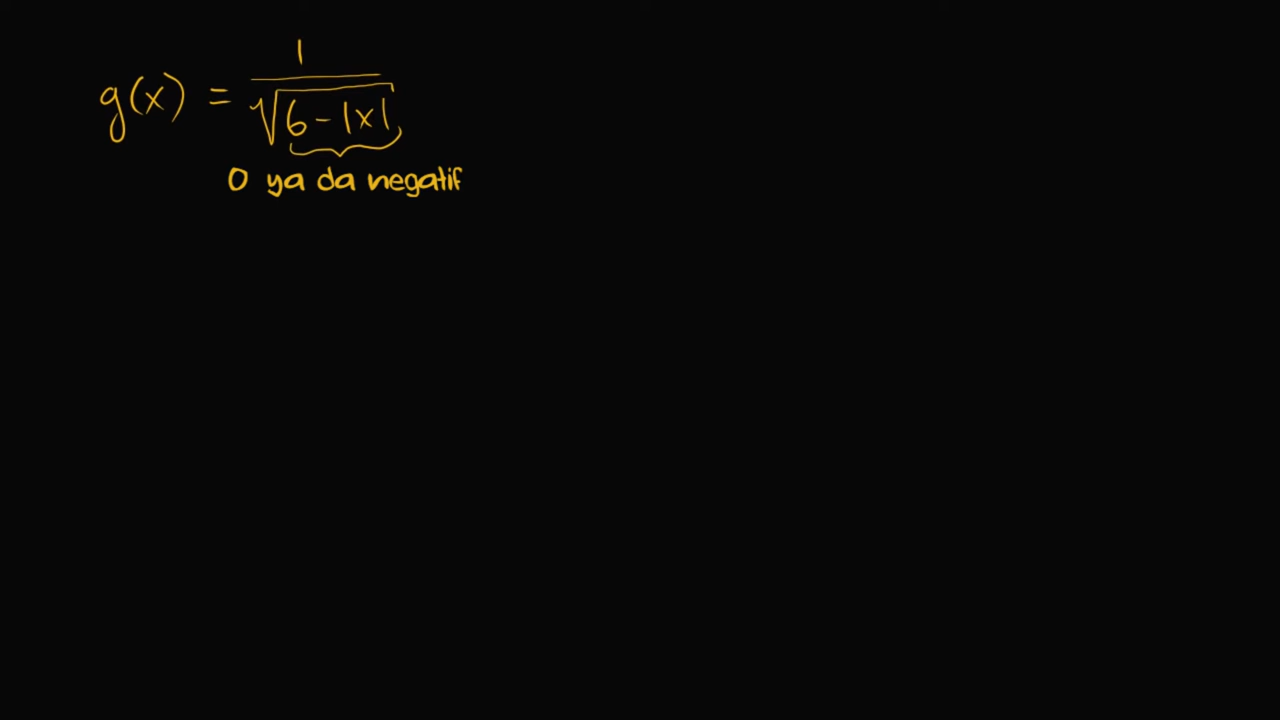 g(x) = 1/√(6-|x|)
0 ya da negatif